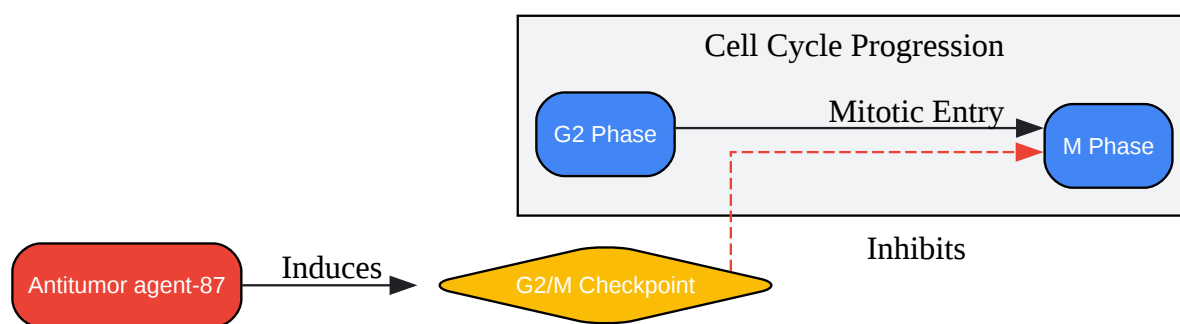 Cell Cycle Progression
G2 Phase
Mitotic Entry
M Phase
Inhibits
Antitumor agent-87
Induces
G2/M Checkpoint